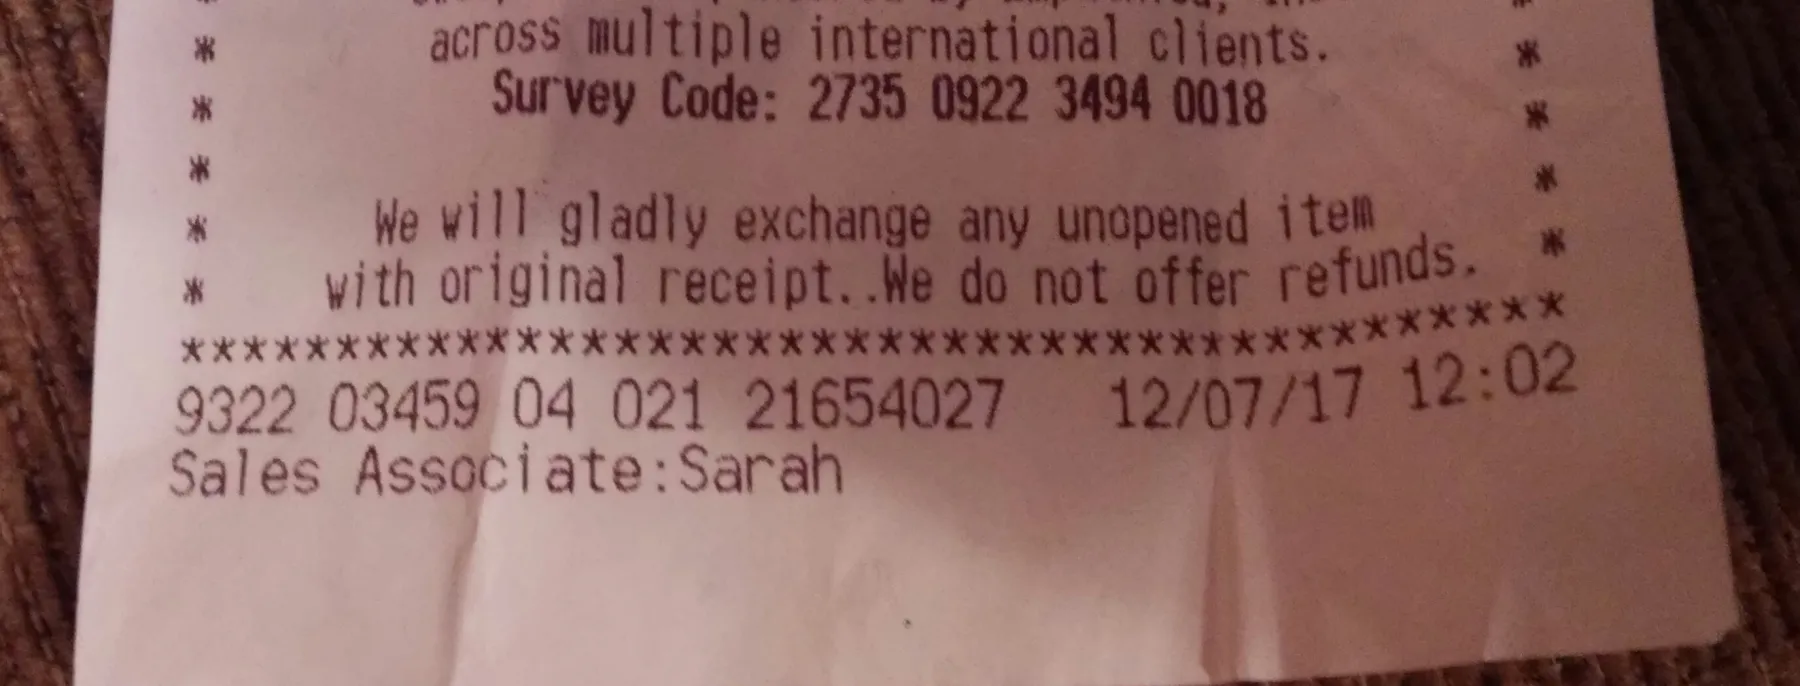 across multiple international clients.
Survey Code: 2735 0922 3494 0018
We will gladly exchange any unopened item
with original receipt..We do not offer refunds.
****************************************
9322 03459 04 021 21654027 12/07/17 12:02
Sales Associate:Sarah